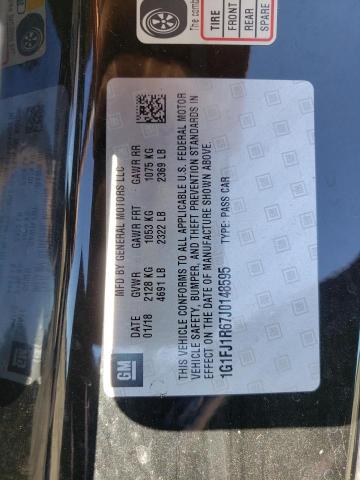 The combi
TIRE
FRONT
REAR
SPARE
MFD BY GENERAL MOTORS LLC
DATE GVWR GAWR FRT GAWR RR
01/18 2128 KG 1053 KG 1075 KG
4691 LB 2322 LB 2369 LB
THIS VEHICLE CONFORMS TO ALL APPLICABLE U.S. FEDERAL MOTOR
VEHICLE SAFETY, BUMPER, AND THEFT PREVENTION STANDARDS IN
EFFECT ON THE DATE OF MANUFACTURE SHOWN ABOVE.
1G1FJ1R67J0148595 TYPE: PASS CAR
GM